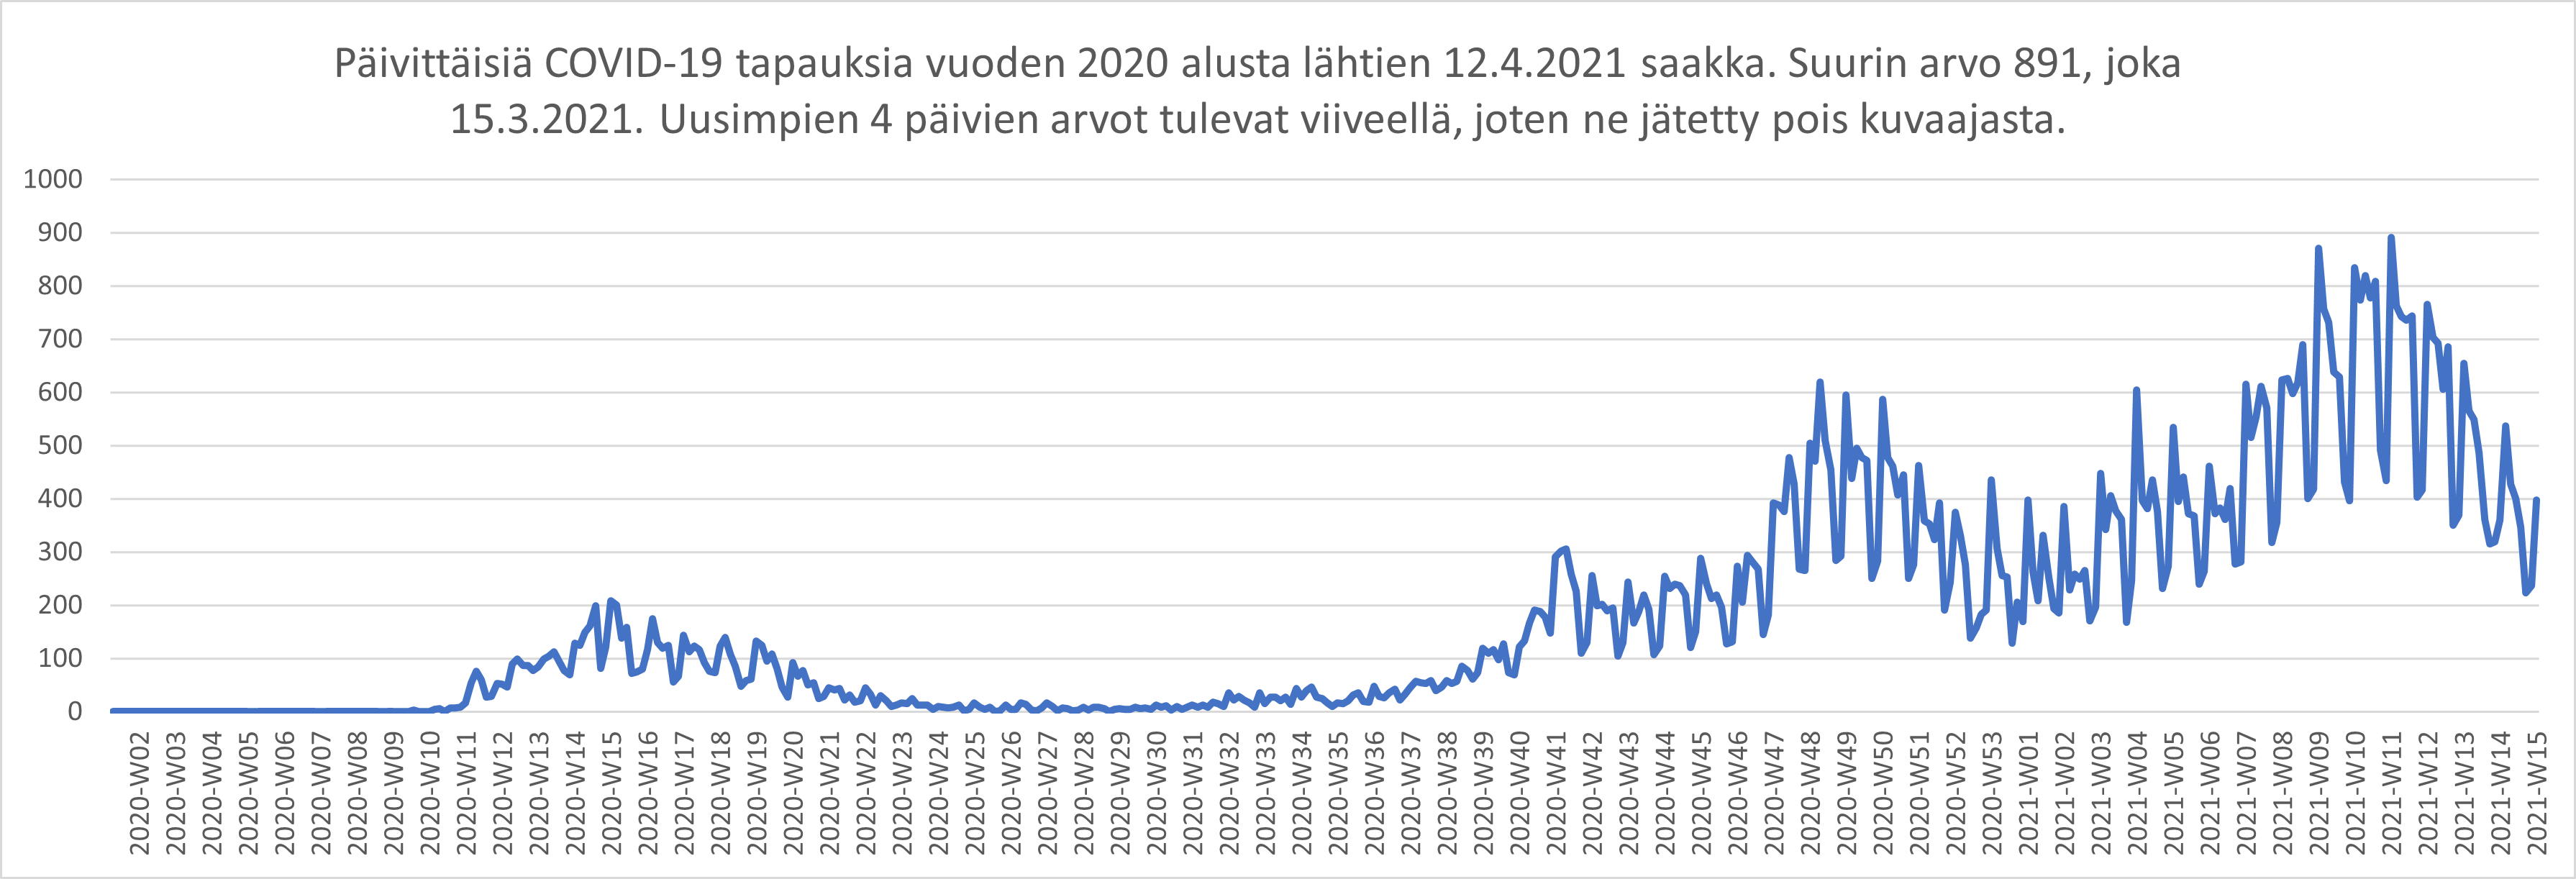 Päivittäisiä COVID-19 tapauksia vuoden 2020 alusta lähtien 12.4.2021 saakka. Suurin arvo 891, joka
15.3.2021. Uusimpien 4 päivien arvot tulevat viiveellä, joten ne jätetty pois kuvaajasta.
1000
900
800
700
600
500
400
300
200
100
0
2020-W02
2020-W03
2020-W04
2020-W05
2020-W06
2020-W07
2020-W08
2020-W09
2020-W10
2020-W11
2020-W12
2020-W13
2020-W14
2020-W15
2020-W16
2020-W17
2020-W18
2020-W19
2020-W20
2020-W21
2020-W22
2020-W23
2020-W24
2020-W25
2020-W26
2020-W27
2020-W28
2020-W29
2020-W30
2020-W31
2020-W32
2020-W33
2020-W34
2020-W35
2020-W36
2020-W37
2020-W38
2020-W39
2020-W40
2020-W41
2020-W42
2020-W43
2020-W44
2020-W45
2020-W46
2020-W47
2020-W48
2020-W49
2020-W50
2020-W51
2020-W52
2020-W53
2021-W01
2021-W02
2021-W03
2021-W04
2021-W05
2021-W06
2021-W07
2021-W08
2021-W09
2021-W10
2021-W11
2021-W12
2021-W13
2021-W14
2021-W15